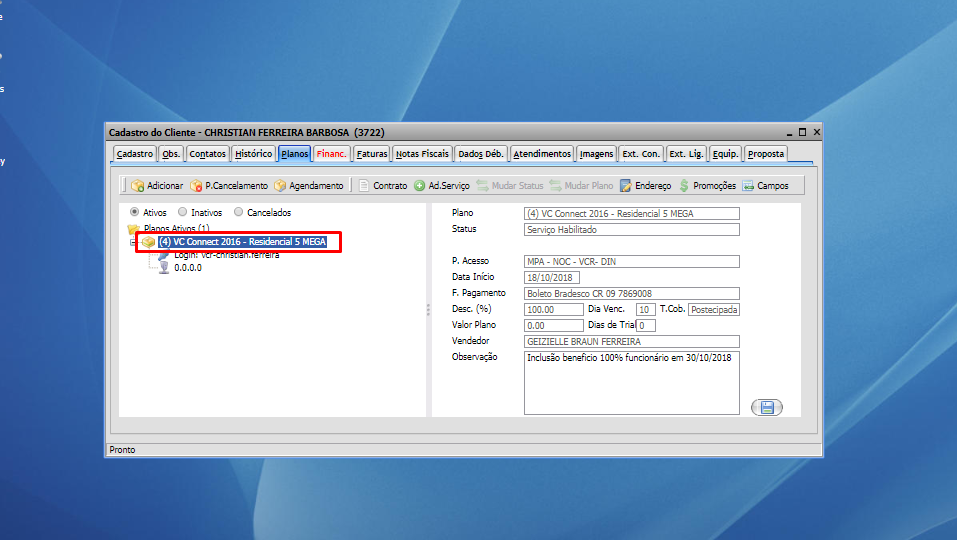 e
s
y
Cadastro do Cliente - CHRISTIAN FERREIRA BARBOSA (3722)
Cadastro Obs. Contatos Histórico Planos Financ. Faturas Notas Fiscais Dados Déb. Atendimentos Imagens Ext. Con. Ext. Lig. Equip. Proposta
Adicionar P.Cancelamento Agendamento Contrato Ad.Serviço Mudar Status Mudar Plano Endereço Promoções Campos
Ativos Inativos Cancelados
Planos Ativos (1)
(4) VC Connect 2016 - Residencial 5 MEGA
Login: vcr-christian.ferreira
0.0.0.0
Plano (4) VC Connect 2016 - Residencial 5 MEGA
Status Serviço Habilitado
P. Acesso MPA - NOC - VCR- DIN
Data Início 18/10/2018
F. Pagamento Boleto Bradesco CR 09 7869008
Desc. (%) 100.00 Dia Venc. 10 T.Cob. Postecipada
Valor Plano 0.00 Dias de Trial 0
Vendedor GEIZIELLE BRAUN FERREIRA
Observação Inclusão beneficio 100% funcionário em 30/10/2018
Pronto